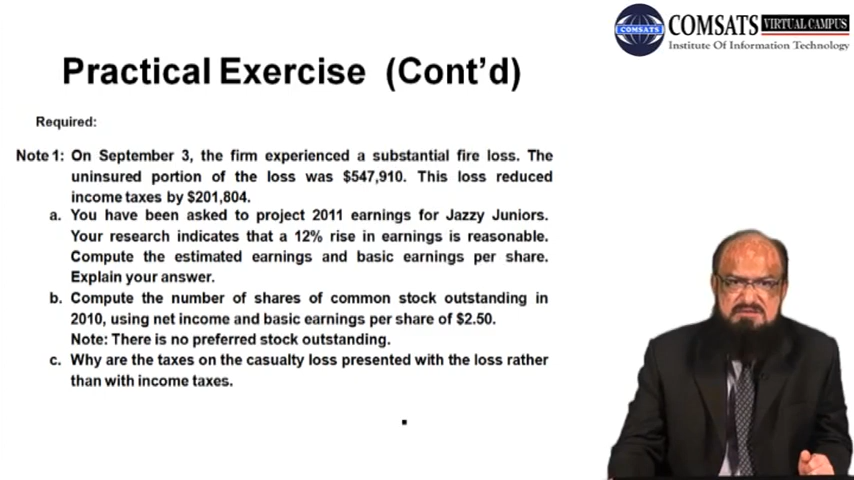 COMSATS
COMSATS VIRTUAL CAMPUS
Institute Of Information Technology
Practical Exercise (Cont'd)
Required:
Note 1: On September 3, the firm experienced a substantial fire loss. The
uninsured portion of the loss was $547,910. This loss reduced
income taxes by $201,804.
a. You have been asked to project 2011 earnings for Jazzy Juniors.
Your research indicates that a 12% rise in earnings is reasonable.
Compute the estimated earnings and basic earnings per share.
Explain your answer.
b. Compute the number of shares of common stock outstanding in
2010, using net income and basic earnings per share of $2.50.
Note: There is no preferred stock outstanding.
c. Why are the taxes on the casualty loss presented with the loss rather
than with income taxes.